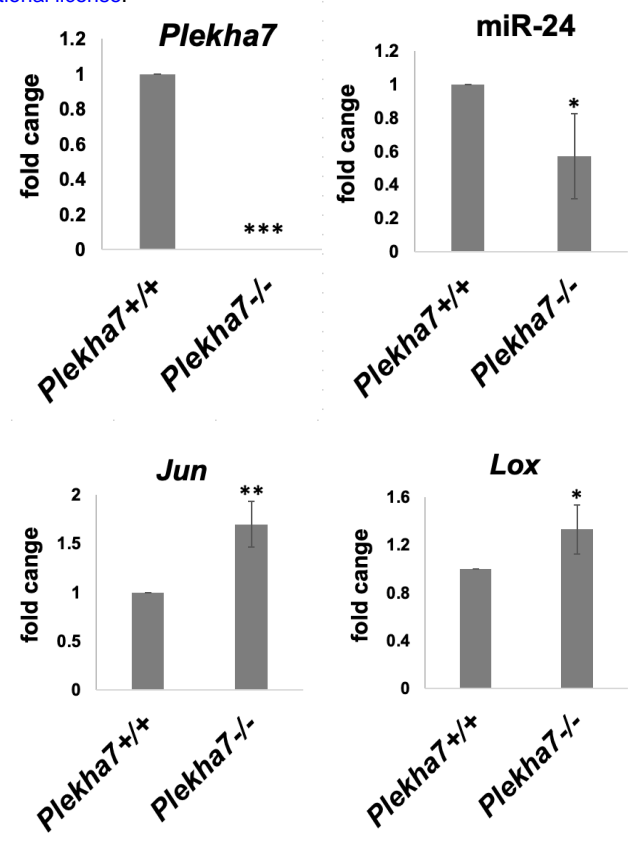 ational license.
Plekha7
1.2
1
0.8
0.6
0.4
0.2
0
fold cange
***
Plekha7+/+
Plekha7-/-
miR-24
1.2
1
0.8
0.6
0.4
0.2
0
fold cange
*
Plekha7+/+
Plekha7-/-
Jun
2
1.5
1
0.5
0
fold cange
**
Plekha7+/+
Plekha7-/-
Lox
1.6
1.2
0.8
0.4
0
fold cange
*
Plekha7+/+
Plekha7-/-